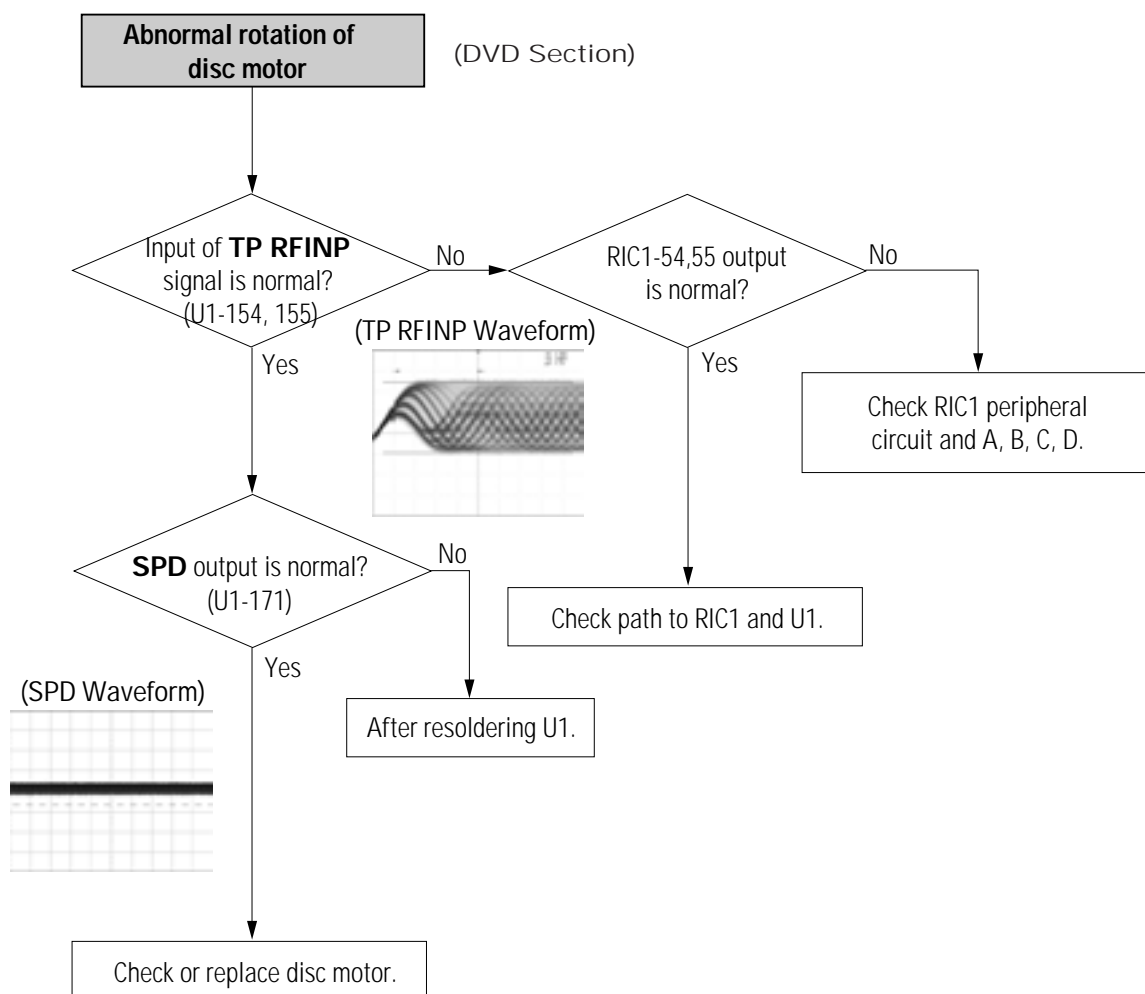 Abnormal rotation of
disc motor
(DVD Section)
Input of TP RFINP
signal is normal?
(U1-154, 155)
No
RIC1-54,55 output
is normal?
No
Yes
(TP RFINP Waveform)
Yes
Check RIC1 peripheral
circuit and A, B, C, D.
SPD output is normal?
(U1-171)
No
Check path to RIC1 and U1.
Yes
(SPD Waveform)
After resoldering U1.
Check or replace disc motor.